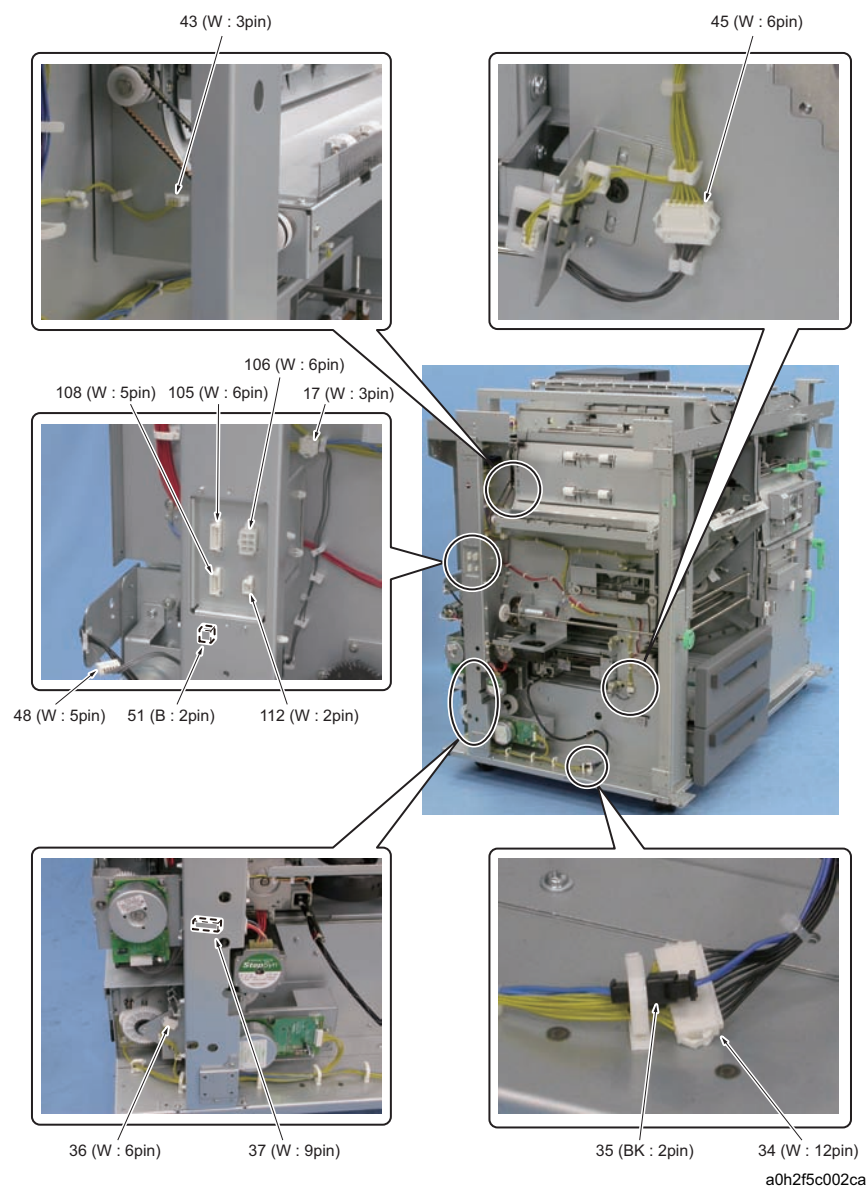 43 (W : 3pin)
45 (W : 6pin)
106 (W : 6pin)
108 (W : 5pin)
105 (W : 6pin)
17 (W : 3pin)
48 (W : 5pin)
51 (B : 2pin)
112 (W : 2pin)
36 (W : 6pin)
37 (W : 9pin)
35 (BK : 2pin)
34 (W : 12pin)
a0h2f5c002ca